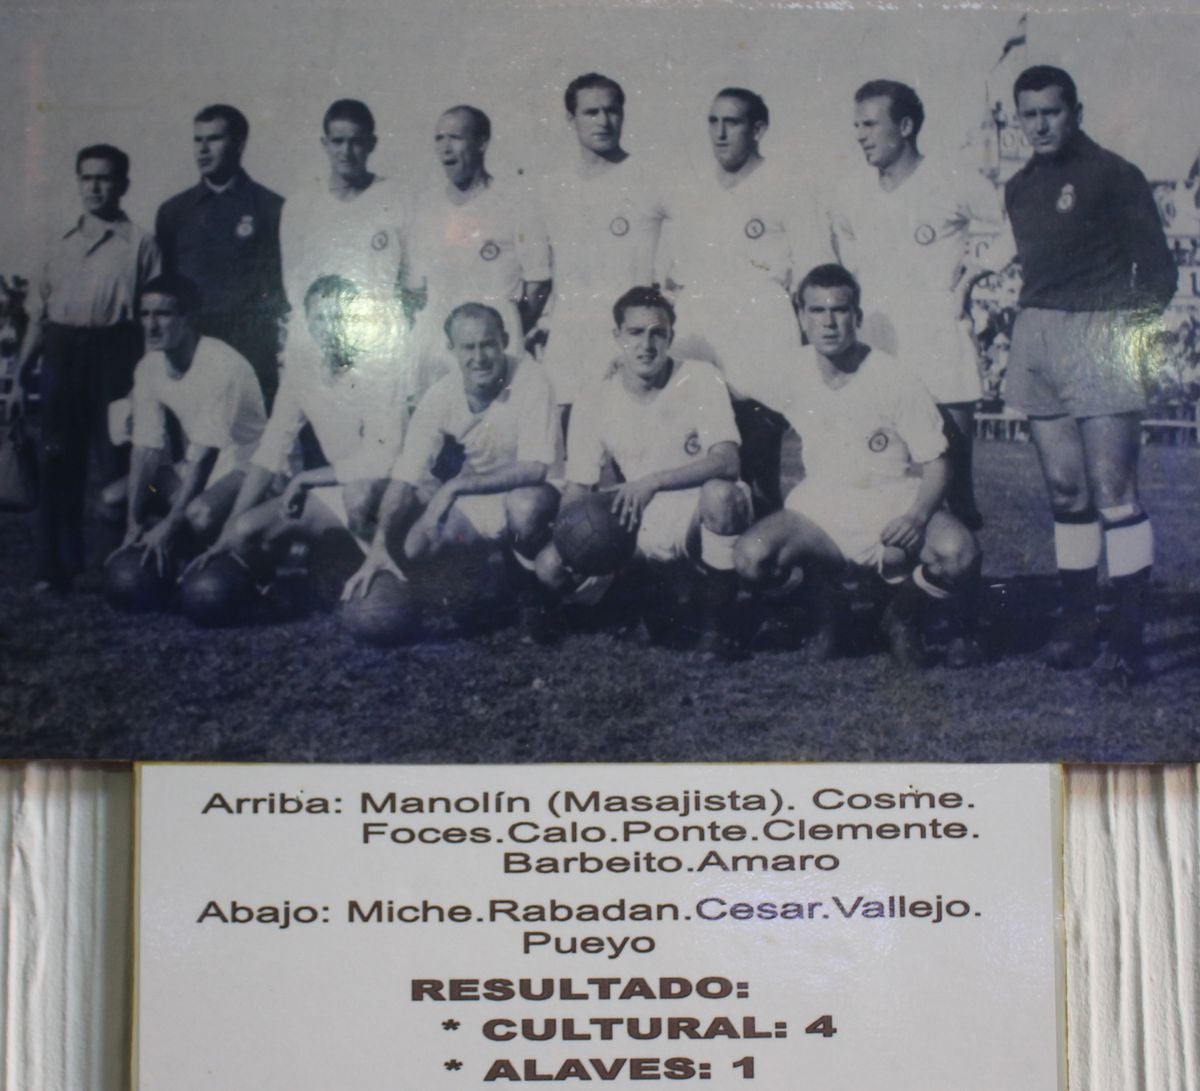 Arriba: Manolín (Masajista). Cosme.
Foces.Calo.Ponte.Clemente.
Barbeito.Amaro
Abajo: Miche.Rabadan.Cesar.Vallejo.
Pueyo
RESULTADO:
* CULTURAL: 4
* ALAVES: 1